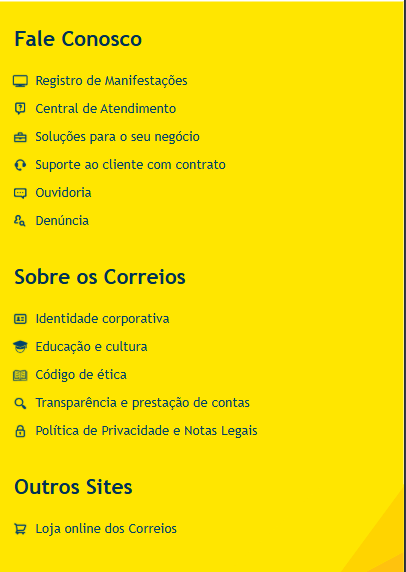 Fale Conosco
Registro de Manifestações
Central de Atendimento
Soluções para o seu negócio
Suporte ao cliente com contrato
Ouvidoria
Denúncia
Sobre os Correios
Identidade corporativa
Educação e cultura
Código de ética
Transparência e prestação de contas
Política de Privacidade e Notas Legais
Outros Sites
Loja online dos Correios